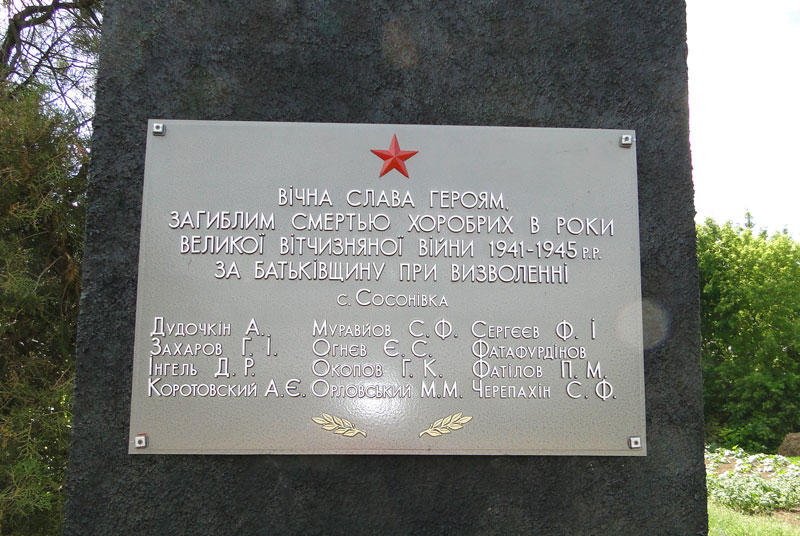 ВІЧНА СЛАВА ГЕРОЯМ,
ЗАГИБЛИМ СМЕРТЬЮ ХОРОБРИХ В РОКИ
ВЕЛИКОЇ ВІТЧИЗНЯНОЇ ВІЙНИ 1941-1945 Р.Р.
ЗА БАТЬКІВЩИНУ ПРИ ВИЗВОЛЕННІ
С. СОСОНІВКА
Дудочкін А., Муравйов С. Ф. Сергєєв Ф. І
Захаров Г. І. Огнєв Є. С. Фатафурдінов
Інгель Д. Р. Окопов Г. К. Фатілов П. М.
Коротовский А.Є. Орловський М.М. Черепахін С. Ф.